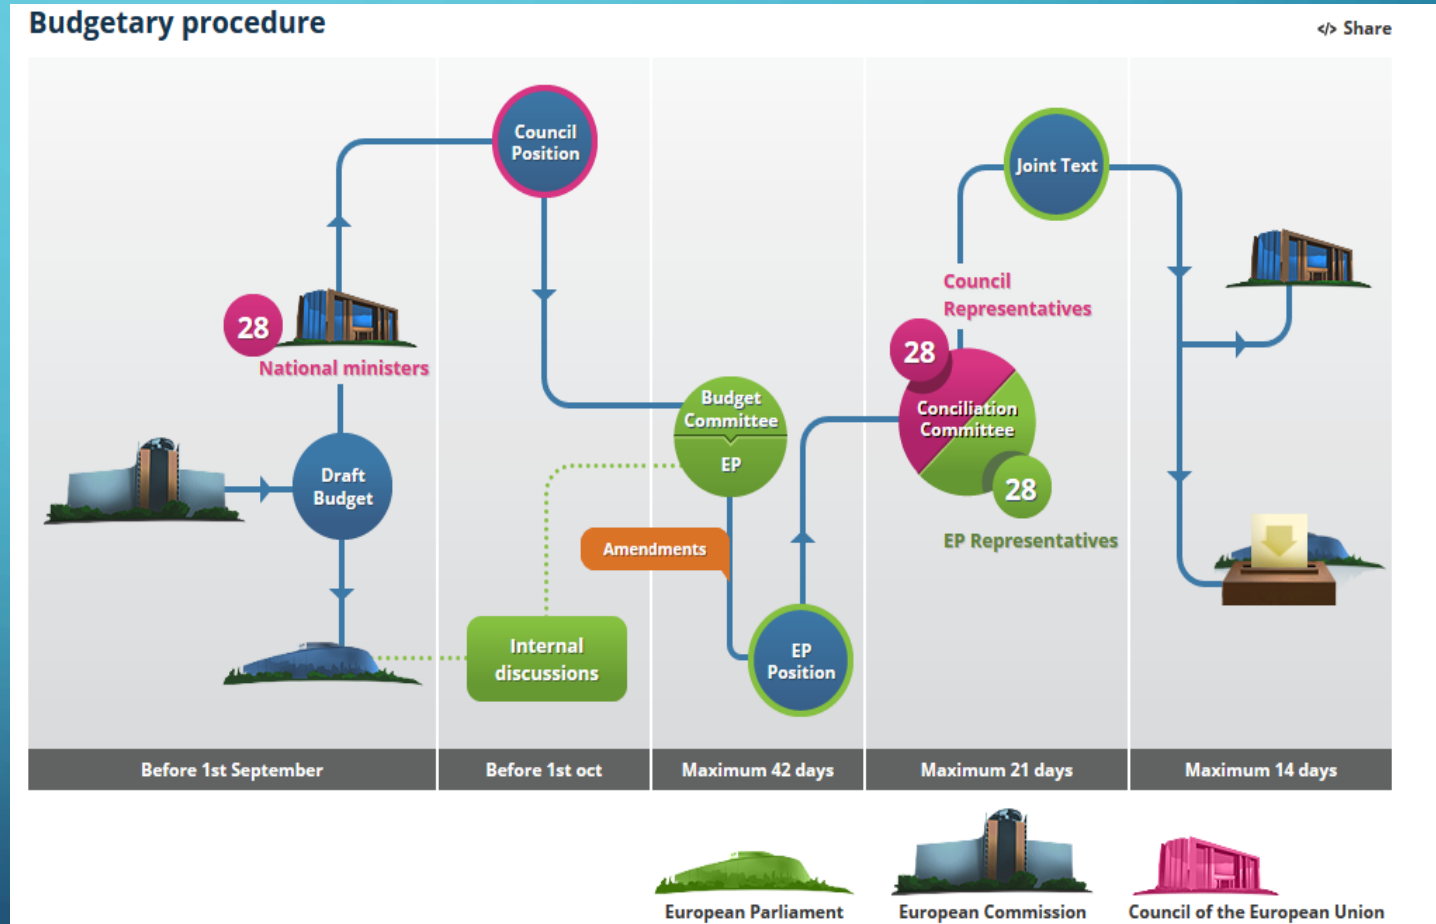 Budgetary procedure
</> Share
Council
Position
28
National ministers
Draft
Budget
Internal
discussions
Budget
Committee
EP
Amendments
EP
Position
Joint Text
Council
Representatives
28
Conciliation
Committee
28
EP Representatives
Before 1st September
Before 1st oct
Maximum 42 days
Maximum 21 days
Maximum 14 days
European Parliament
European Commission
Council of the European Union